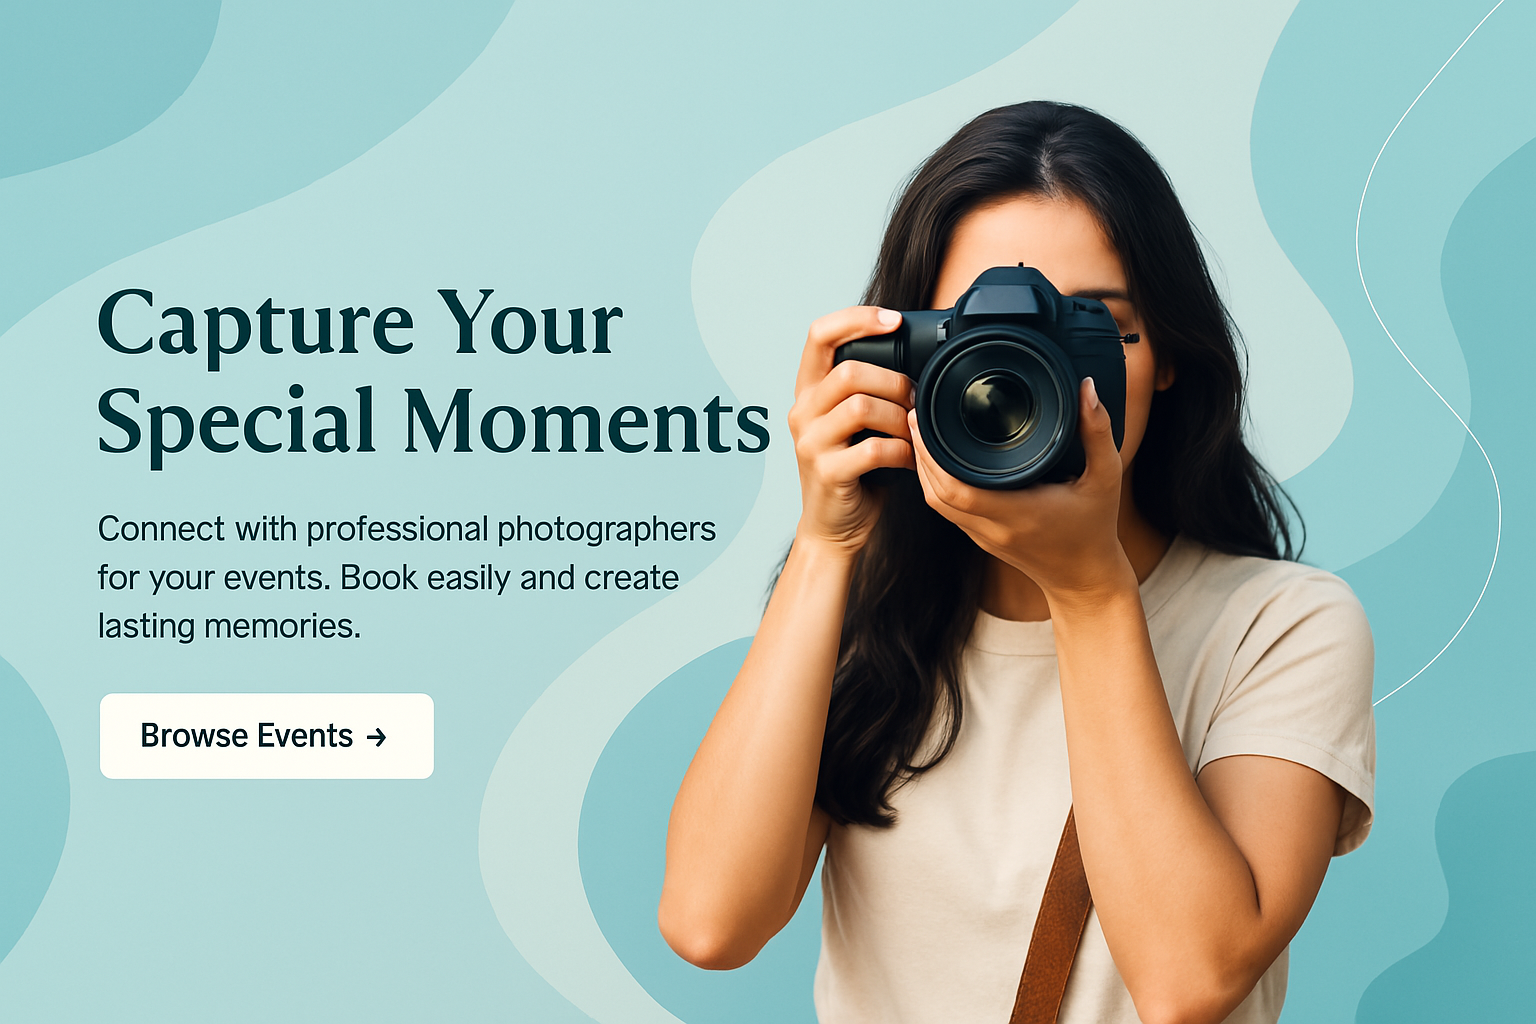 Capture Your
Special Moments
Connect with professional photographers
for your events. Book easily and create
lasting memories.
Browse Events →